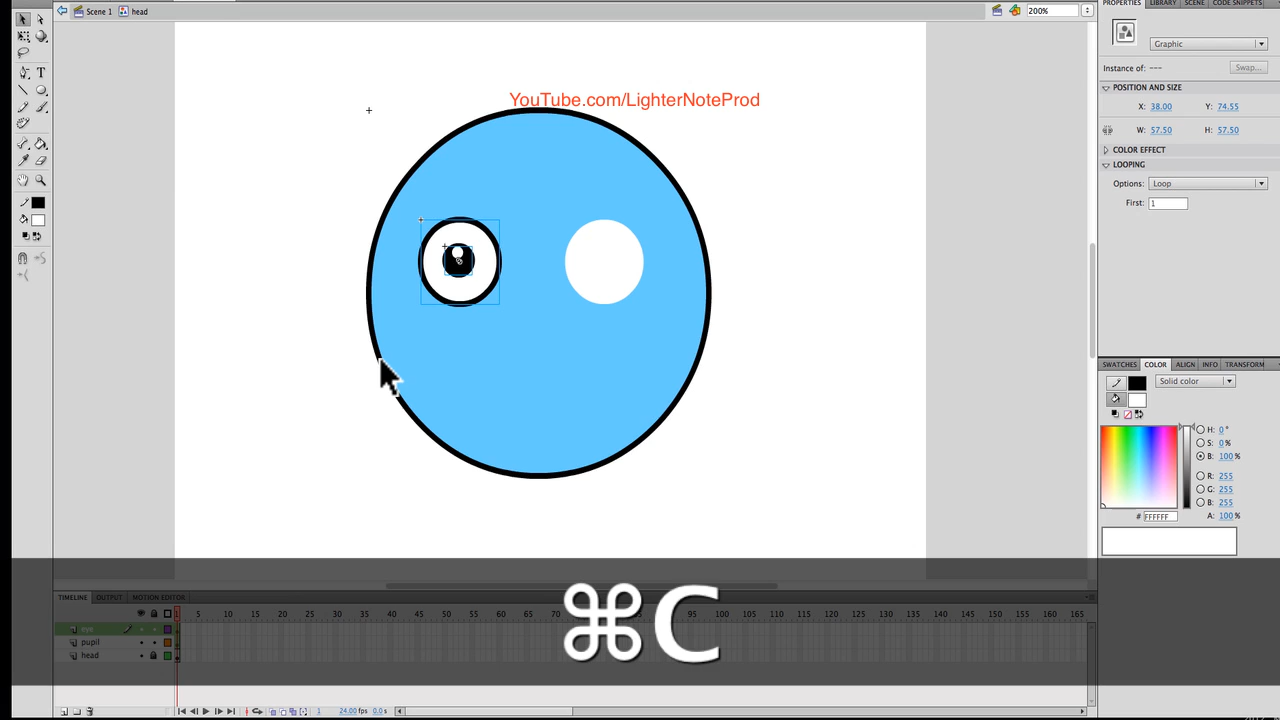 Scene 1 head 200%
PROPERTIES LIBRARY SCENE CODE SNIPPETS
Graphic
Instance of: --- Swap...
POSITION AND SIZE
X: 38.00 Y: 74.55
W: 57.50 H: 57.50
COLOR EFFECT
LOOPING
Options: Loop
First: 1
YouTube.com/LighterNoteProd
T
SWATCHES COLOR ALIGN INFO TRANSFORM
Solid color
H: 0 °
S: 0 %
B: 100 %
R: 255
G: 255
B: 255
# FFFFFF A: 100 %
⌘C
TIMELINE OUTPUT MOTION EDITOR
1 5 10 15 20 25 30 35 40 45 50 55 60 65 70 95 100 105 110 115 120 125 130 135 140 145 150 155 160 165
eye
pupil
head
1 24.00 fps 0.0 s